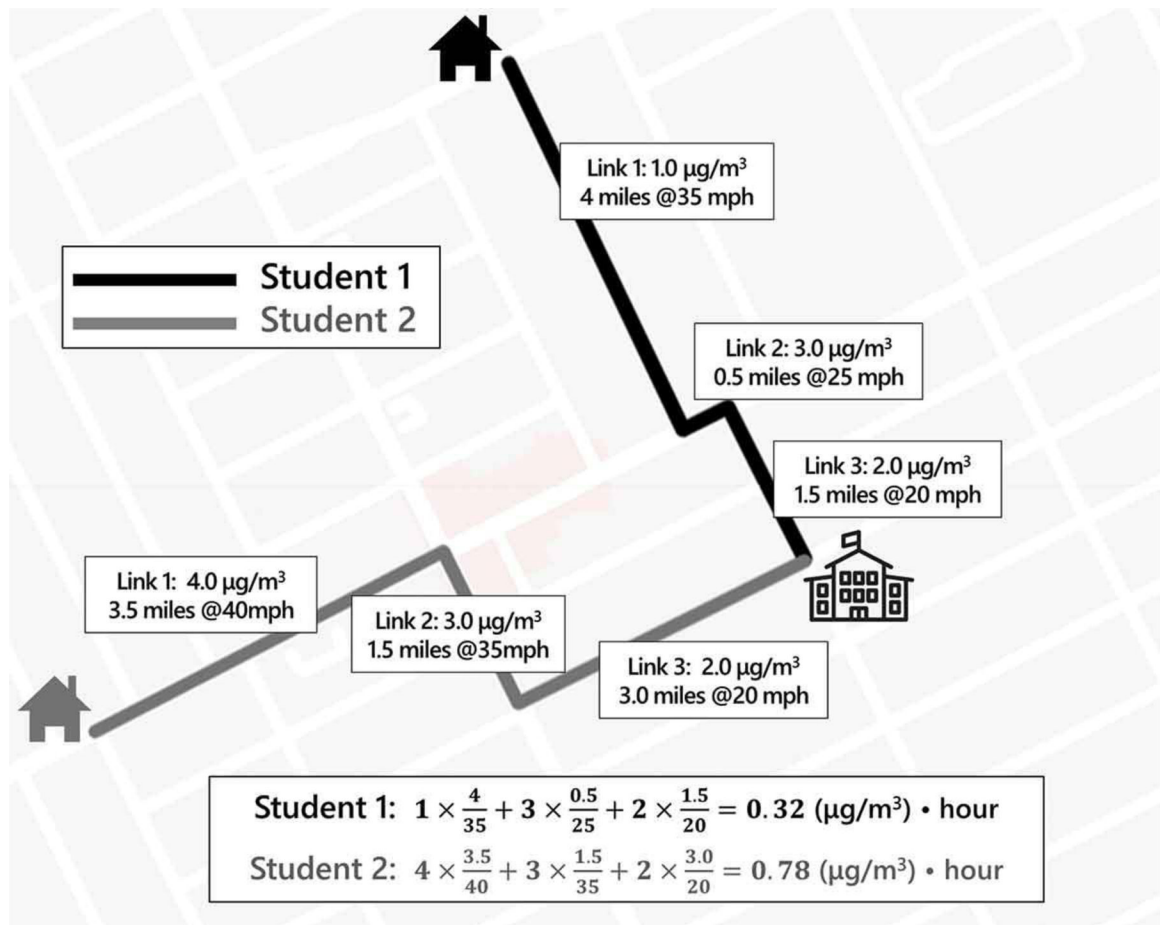 Link 1: 1.0 µg/m³
4 miles @35 mph
Student 1
Student 2
Link 2: 3.0 µg/m³
0.5 miles @25 mph
Link 3: 2.0 µg/m³
1.5 miles @20 mph
Link 1: 4.0 µg/m³
3.5 miles @40mph
Link 2: 3.0 µg/m³
1.5 miles @35mph
Link 3: 2.0 µg/m³
3.0 miles @20 mph
Student 1: 1 × 4/35 + 3 × 0.5/25 + 2 × 1.5/20 = 0.32 (µg/m³) • hour
Student 2: 4 × 3.5/40 + 3 × 1.5/35 + 2 × 3.0/20 = 0.78 (µg/m³) • hour